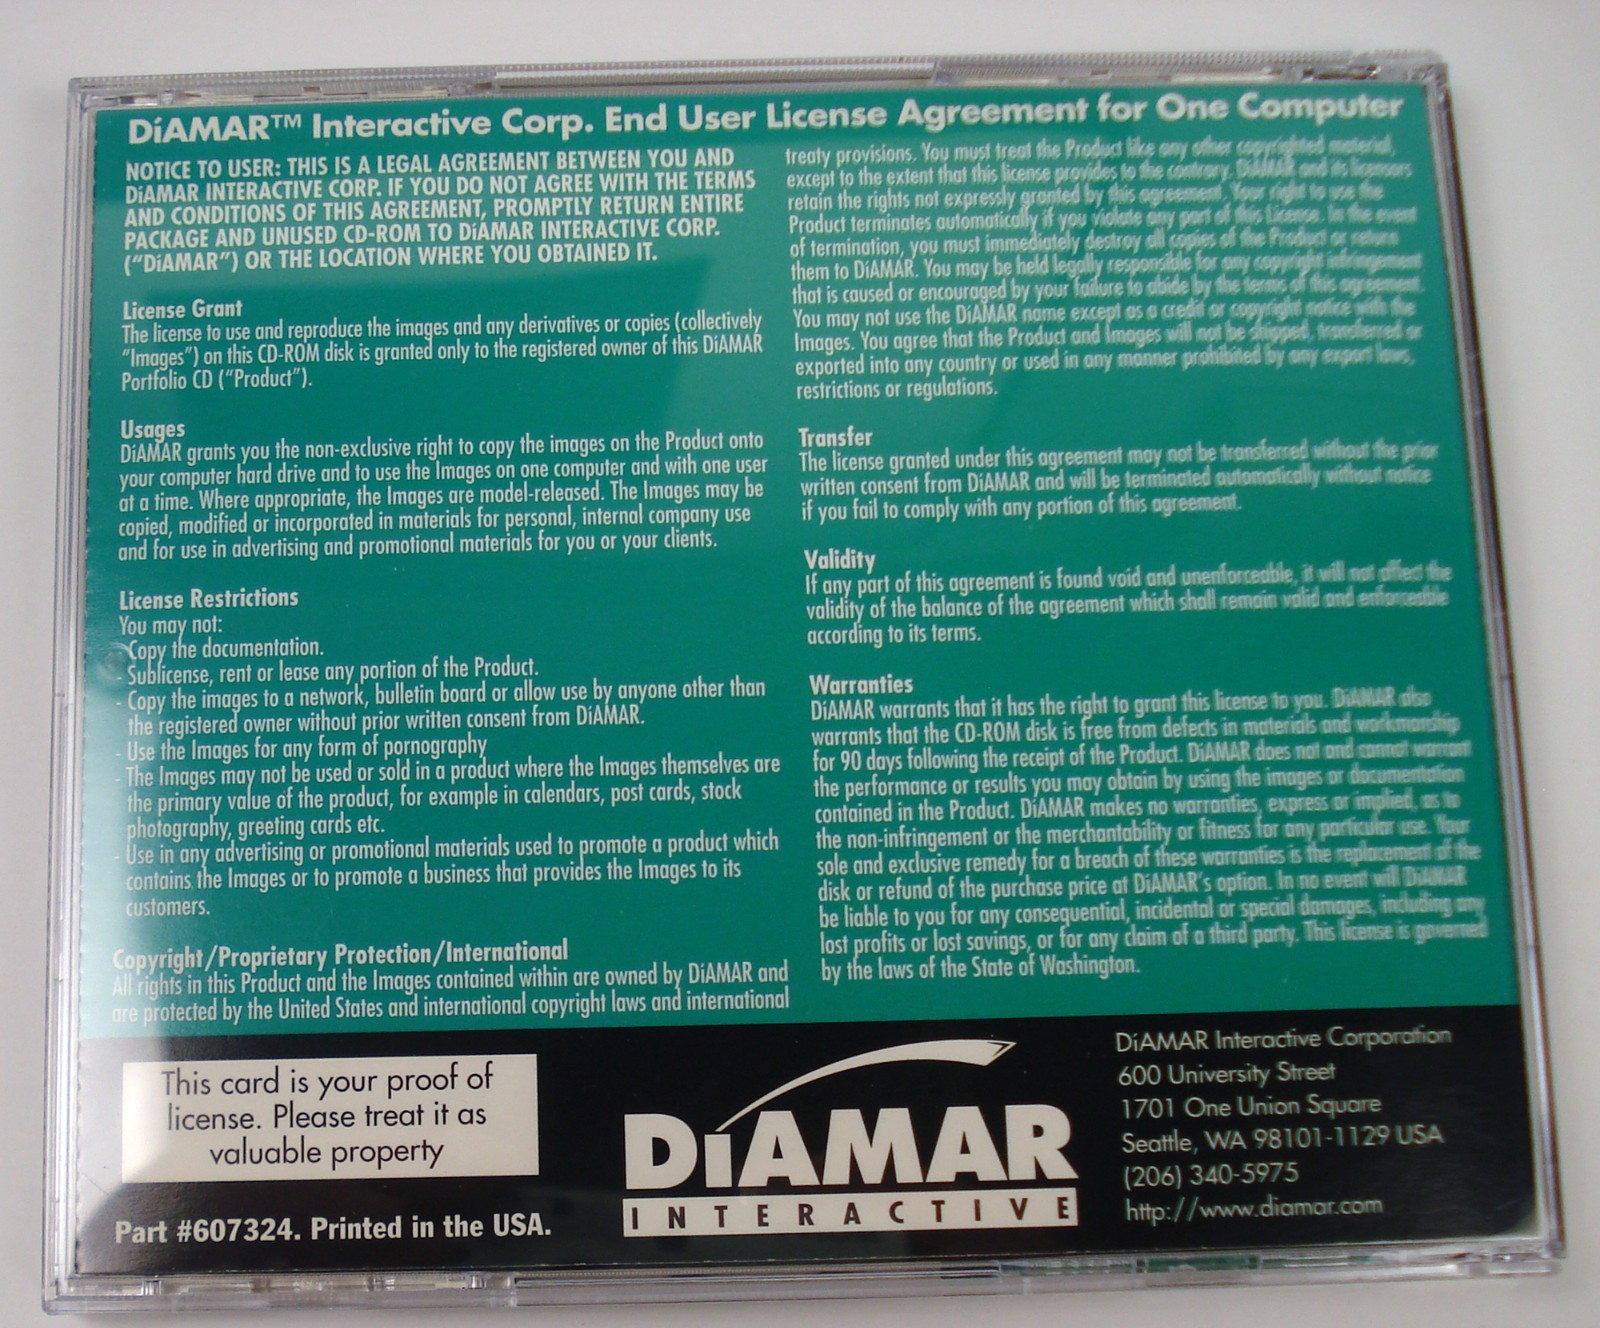 DíAMAR™ Interactive Corp. End User License Agreement for One Computer
NOTICE TO USER: THIS IS A LEGAL AGREEMENT BETWEEN YOU AND
DíAMAR INTERACTIVE CORP. IF YOU DO NOT AGREE WITH THE TERMS
AND CONDITIONS OF THIS AGREEMENT, PROMPTLY RETURN ENTIRE
PACKAGE AND UNUSED CD-ROM TO DíAMAR INTERACTIVE CORP.
("DíAMAR") OR THE LOCATION WHERE YOU OBTAINED IT.
License Grant
The license to use and reproduce the images and any derivatives or copies (collectively
"Images") on this CD-ROM disk is granted only to the registered owner of this DíAMAR
Portfolio CD ("Product").
Usages
DíAMAR grants you the non-exclusive right to copy the images on the Product onto
your computer hard drive and to use the Images on one computer and with one user
at a time. Where appropriate, the Images are model-released. The Images may be
copied, modified or incorporated in materials for personal, internal company use
and for use in advertising and promotional materials for you or your clients.
License Restrictions
You may not:
- Copy the documentation.
- Sublicense, rent or lease any portion of the Product.
- Copy the images to a network, bulletin board or allow use by anyone other than
the registered owner without prior written consent from DíAMAR.
- Use the Images for any form of pornography
- The Images may not be used or sold in a product where the Images themselves are
the primary value of the product, for example in calendars, post cards, stock
photography, greeting cards etc.
- Use in any advertising or promotional materials used to promote a product which
contains the Images or to promote a business that provides the Images to its
customers.
Copyright/Proprietary Protection/International
All rights in this Product and the Images contained within are owned by DíAMAR and
are protected by the United States and international copyright laws and international
treaty provisions. You must treat the Product like any other copyrighted material,
except to the extent that this license provides to the contrary. DíAMAR and its licensors
retain the rights not expressly granted by this agreement. Your right to use the
Product terminates automatically if you violate any part of this License. In the event
of termination, you must immediately destroy all copies of the Product or return
them to DíAMAR. You may be held legally responsible for any copyright infringement
that is caused or encouraged by your failure to abide by the terms of this agreement.
You may not use the DíAMAR name except as a credit or copyright notice with the
Images. You agree that the Product and Images will not be shipped, transferred or
exported into any country or used in any manner prohibited by any export laws,
restrictions or regulations.
Transfer
The license granted under this agreement may not be transferred without the prior
written consent from DíAMAR and will be terminated automatically without notice
if you fail to comply with any portion of this agreement.
Validity
If any part of this agreement is found void and unenforceable, it will not affect the
validity of the balance of the agreement which shall remain valid and enforceable
according to its terms.
Warranties
DíAMAR warrants that it has the right to grant this license to you. DíAMAR also
warrants that the CD-ROM disk is free from defects in materials and workmanship
for 90 days following the receipt of the Product. DíAMAR does not and cannot warrant
the performance or results you may obtain by using the images or documentation
contained in the Product. DíAMAR makes no warranties, express or implied, as to
the non-infringement or the merchantability or fitness for any particular use. Your
sole and exclusive remedy for a breach of these warranties is the replacement of the
disk or refund of the purchase price at DíAMAR's option. In no event will DíAMAR
be liable to you for any consequential, incidental or special damages, including any
lost profits or lost savings, or for any claim of a third party. This license is governed
by the laws of the State of Washington.
This card is your proof of
license. Please treat it as
valuable property
Part #607324. Printed in the USA.
DíAMAR
INTERACTIVE
DíAMAR Interactive Corporation
600 University Street
1701 One Union Square
Seattle, WA 98101-1129 USA
(206) 340-5975
http://www.diamar.com